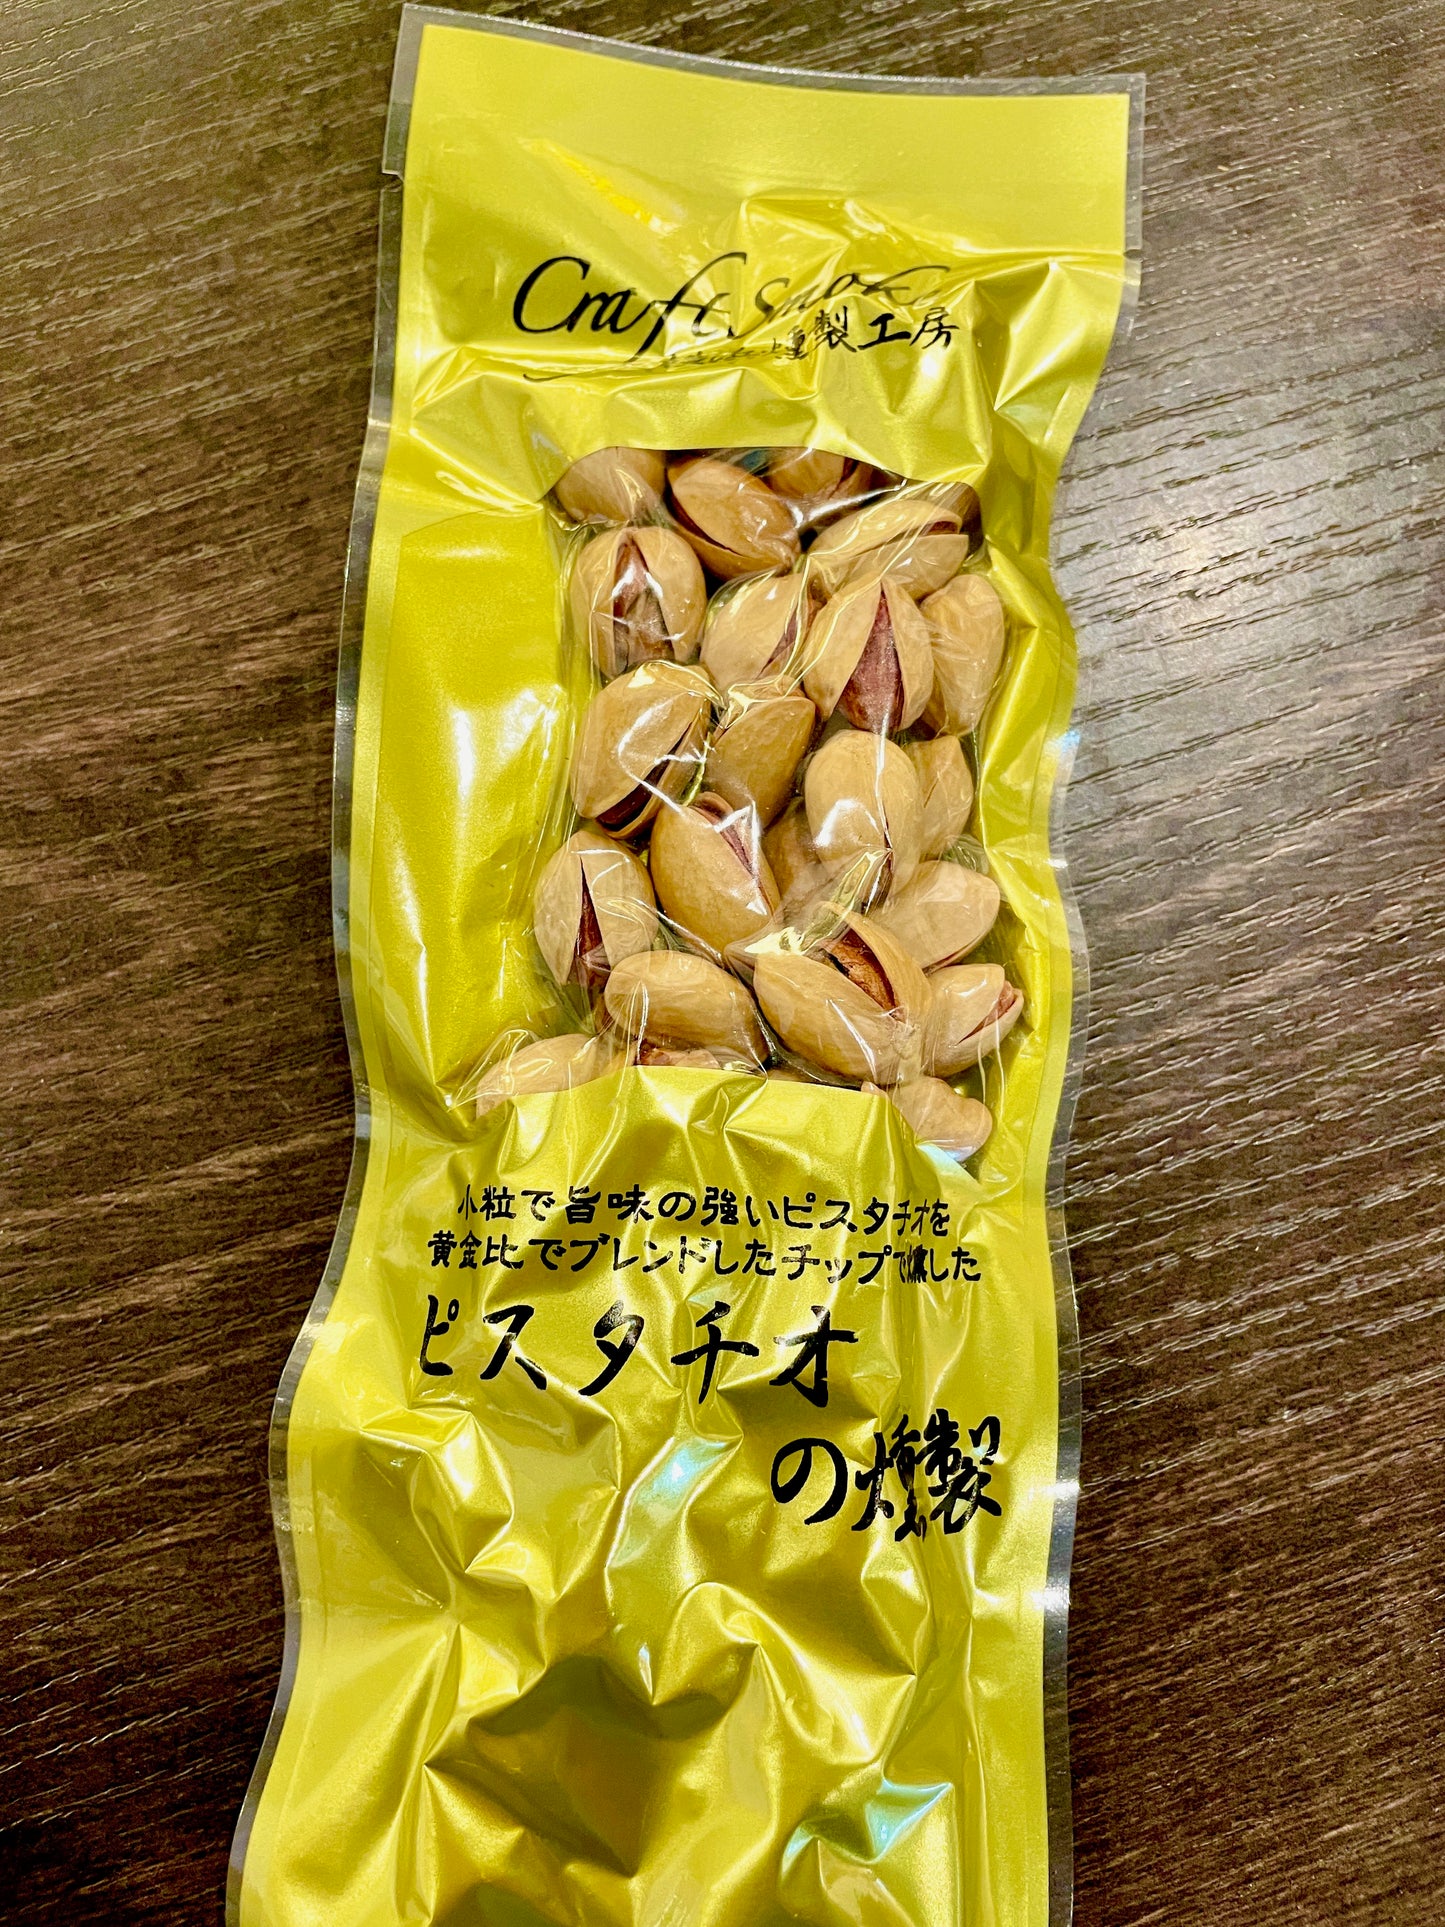 Craft Smoke
燻製工房
小粒で旨味の強いピスタチオを
黄金比でブレンドしたチップで燻した
ピスタチオ
の燻製